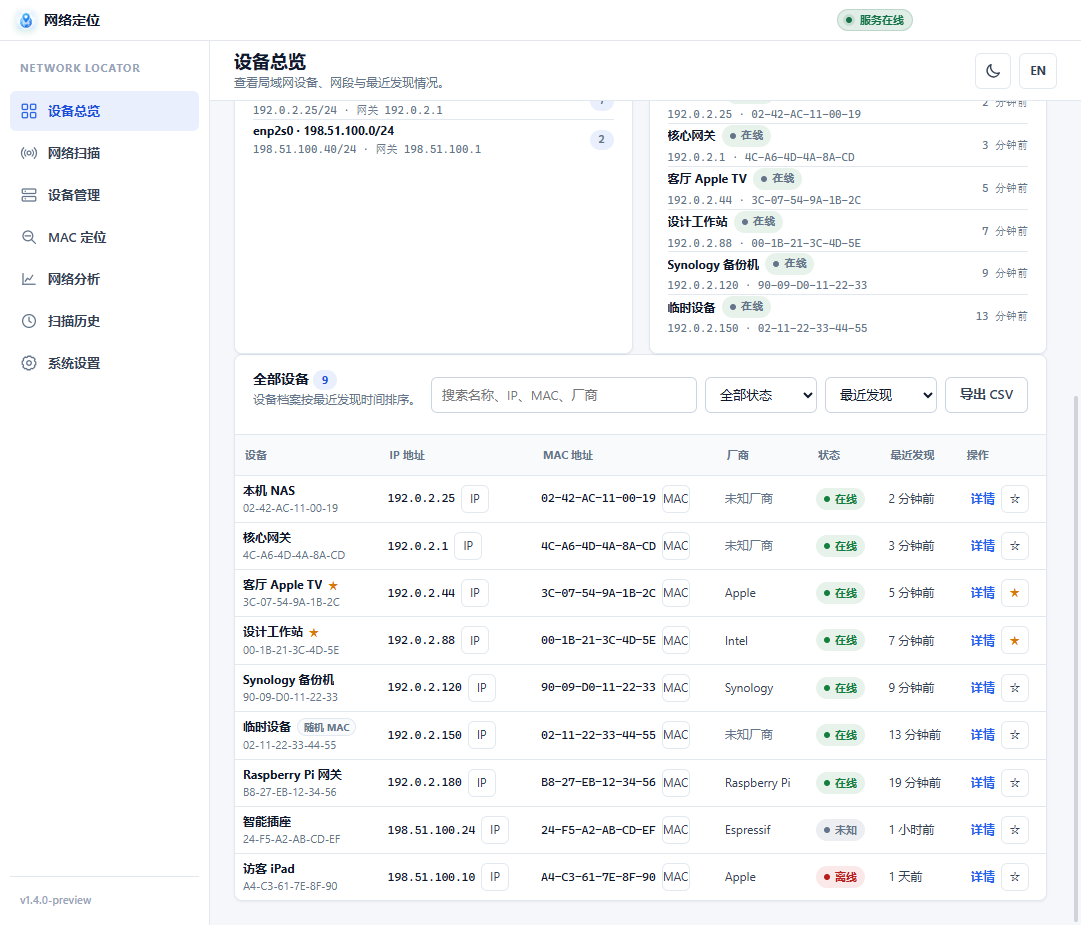 网络定位
服务在线
NETWORK LOCATOR
设备总览
网络扫描
设备管理
MAC 定位
网络分析
扫描历史
系统设置
v1.4.0-preview
设备总览
查看局域网设备、网段与最近发现情况。
EN
192.0.2.25/24 · 网关 192.0.2.1
enp2s0 · 198.51.100.0/24
198.51.100.40/24 · 网关 198.51.100.1
2
192.0.2.25 · 02-42-AC-11-00-19
2 分钟前
核心网关 在线
192.0.2.1 · 4C-A6-4D-4A-8A-CD
3 分钟前
客厅 Apple TV 在线
192.0.2.44 · 3C-07-54-9A-1B-2C
5 分钟前
设计工作站 在线
192.0.2.88 · 00-1B-21-3C-4D-5E
7 分钟前
Synology 备份机 在线
192.0.2.120 · 90-09-D0-11-22-33
9 分钟前
临时设备 在线
192.0.2.150 · 02-11-22-33-44-55
13 分钟前
全部设备 9
设备档案按最近发现时间排序。
搜索名称、IP、MAC、厂商
全部状态
最近发现
导出 CSV
设备 IP 地址 MAC 地址 厂商 状态 最近发现 操作
本机 NAS
02-42-AC-11-00-19
192.0.2.25 IP 02-42-AC-11-00-19 MAC 未知厂商 在线 2 分钟前 详情 ☆
核心网关
4C-A6-4D-4A-8A-CD
192.0.2.1 IP 4C-A6-4D-4A-8A-CD MAC 未知厂商 在线 3 分钟前 详情 ☆
客厅 Apple TV ★
3C-07-54-9A-1B-2C
192.0.2.44 IP 3C-07-54-9A-1B-2C MAC Apple 在线 5 分钟前 详情 ★
设计工作站 ★
00-1B-21-3C-4D-5E
192.0.2.88 IP 00-1B-21-3C-4D-5E MAC Intel 在线 7 分钟前 详情 ★
Synology 备份机
90-09-D0-11-22-33
192.0.2.120 IP 90-09-D0-11-22-33 MAC Synology 在线 9 分钟前 详情 ☆
临时设备 随机 MAC
02-11-22-33-44-55
192.0.2.150 IP 02-11-22-33-44-55 MAC 未知厂商 在线 13 分钟前 详情 ☆
Raspberry Pi 网关
B8-27-EB-12-34-56
192.0.2.180 IP B8-27-EB-12-34-56 MAC Raspberry Pi 在线 19 分钟前 详情 ☆
智能插座
24-F5-A2-AB-CD-EF
198.51.100.24 IP 24-F5-A2-AB-CD-EF MAC Espressif 未知 1 小时前 详情 ☆
访客 iPad
A4-C3-61-7E-8F-90
198.51.100.10 IP A4-C3-61-7E-8F-90 MAC Apple 离线 1 天前 详情 ☆